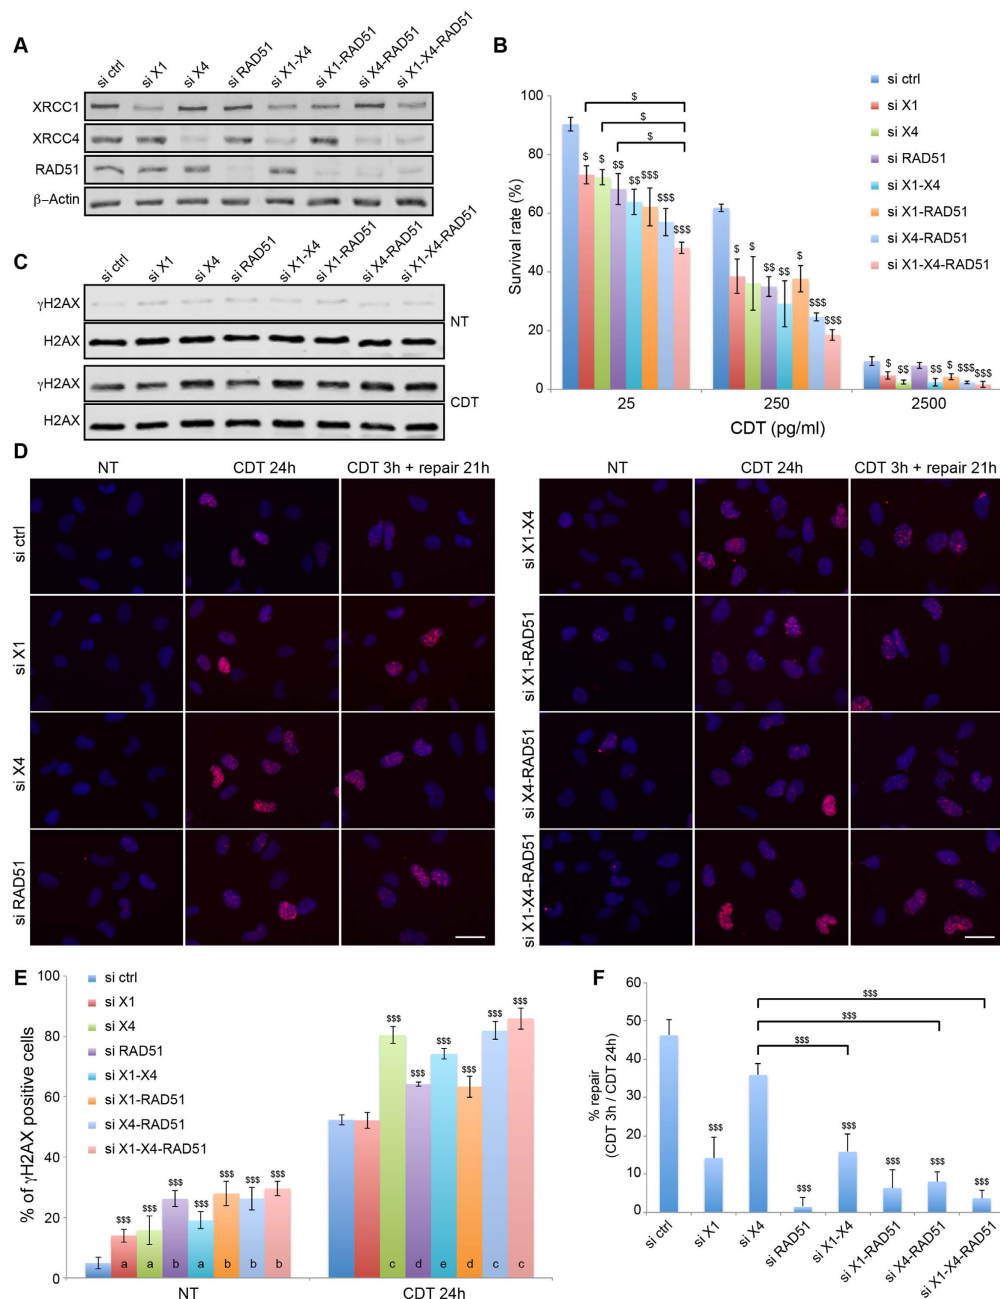 A
si ctrl
si X1
si X4
si RAD51
si X1-X4
si X1-RAD51
si X4-RAD51
si X1-X4-RAD51
XRCC1
XRCC4
RAD51
β–Actin
B
Survival rate (%)
100
80
60
40
20
0
$
$
$
$ $ $$ $$ $$$ $$$ $$$
$ $ $$ $$ $ $$$ $$$
$ $$ $$ $ $$$ $$$
25 250 2500
CDT (pg/ml)
si ctrl
si X1
si X4
si RAD51
si X1-X4
si X1-RAD51
si X4-RAD51
si X1-X4-RAD51
C
si ctrl
si X1
si X4
si RAD51
si X1-X4
si X1-RAD51
si X4-RAD51
si X1-X4-RAD51
γH2AX
H2AX
NT
γH2AX
H2AX
CDT
D
NT CDT 24h CDT 3h + repair 21h
si ctrl
si X1
si X4
si RAD51
NT CDT 24h CDT 3h + repair 21h
si X1-X4
si X1-RAD51
si X4-RAD51
si X1-X4-RAD51
E
% of γH2AX positive cells
100
80
60
40
20
0
si ctrl
si X1
si X4
si RAD51
si X1-X4
si X1-RAD51
si X4-RAD51
si X1-X4-RAD51
$$$ $$$ $$$ $$$ $$$ $$$ $$$
a a b a b b b
$$$ $$$ $$$ $$$ $$$ $$$
c d e d c c
NT CDT 24h
F
% repair
(CDT 3h / CDT 24h)
60
50
40
30
20
10
0
$$$
$$$
$$$
$$$ $$$ $$$ $$$ $$$ $$$
si ctrl
si X1
si X4
si RAD51
si X1-X4
si X1-RAD51
si X4-RAD51
si X1-X4-RAD51